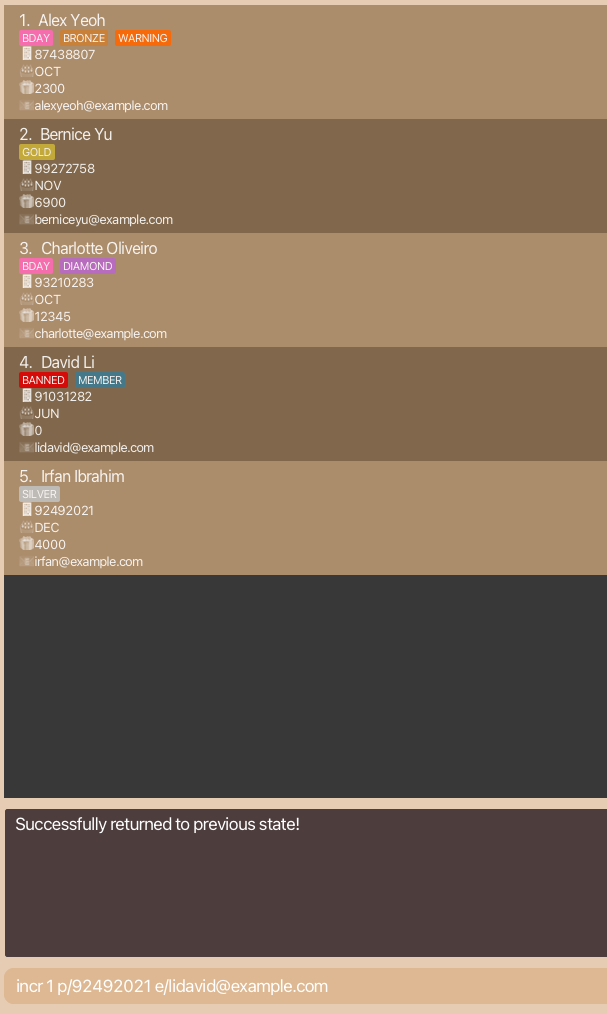 1. Alex Yeoh
BDAY BRONZE WARNING
87438807
OCT
2300
alexyeoh@example.com
2. Bernice Yu
GOLD
99272758
NOV
6900
berniceyu@example.com
3. Charlotte Oliveiro
BDAY DIAMOND
93210283
OCT
12345
charlotte@example.com
4. David Li
BANNED MEMBER
91031282
JUN
0
lidavid@example.com
5. Irfan Ibrahim
SILVER
92492021
DEC
4000
irfan@example.com
Successfully returned to previous state!
incr 1 p/92492021 e/lidavid@example.com